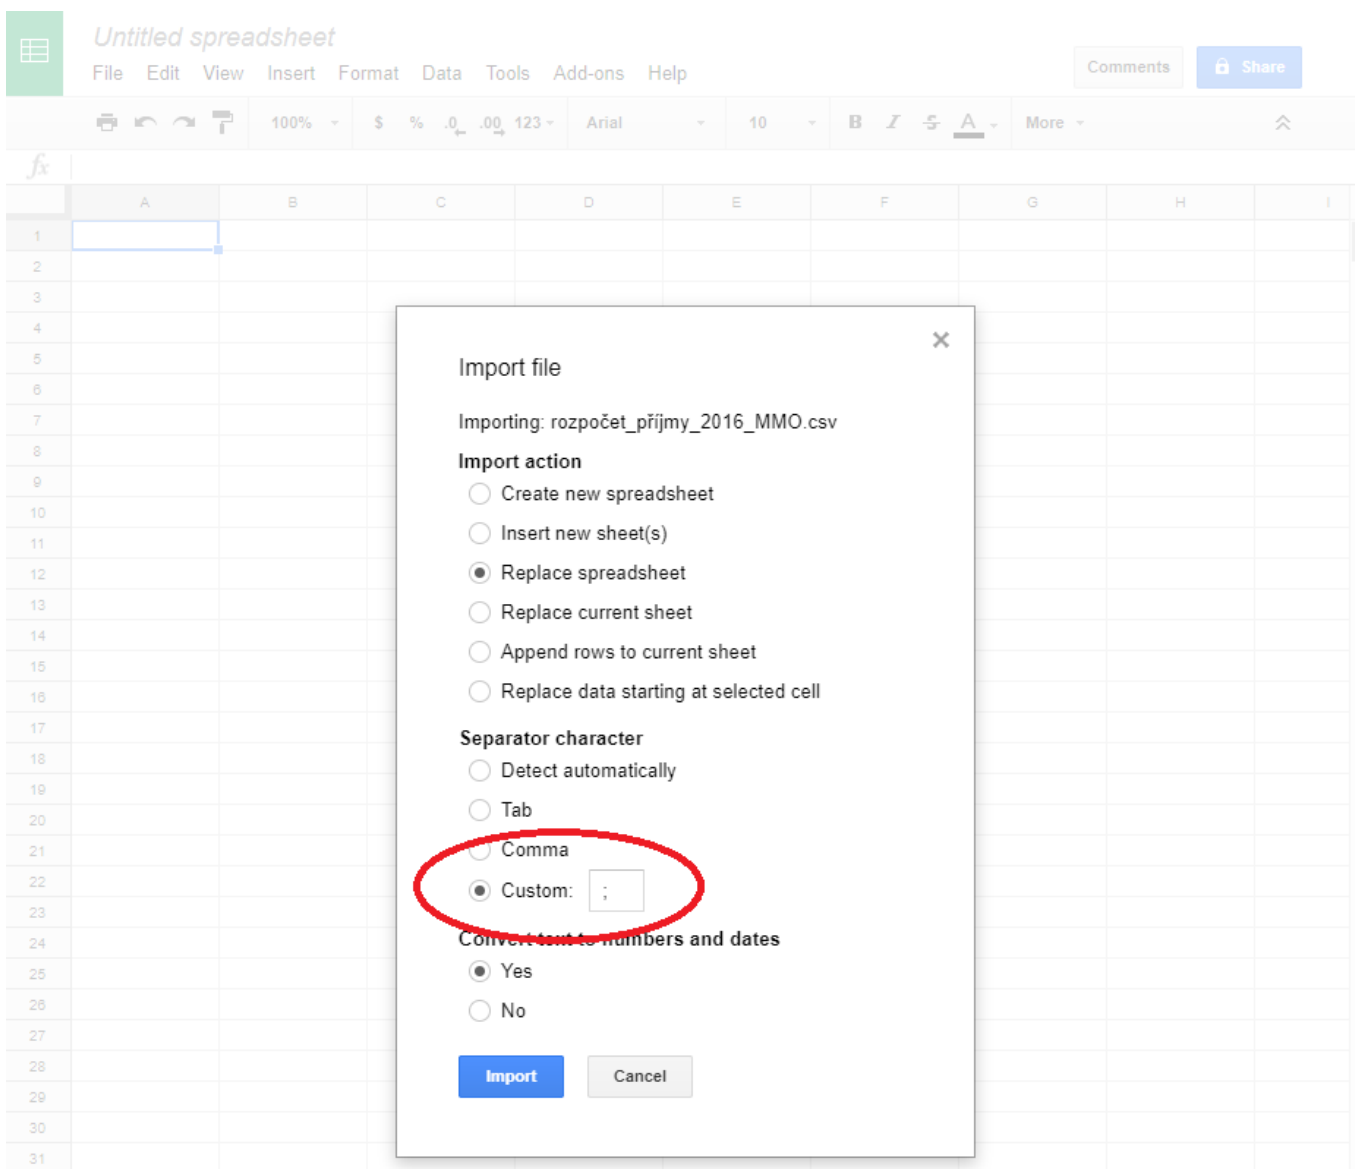 Untitled spreadsheet
File Edit View Insert Format Data Tools Add-ons Help
Comments Share
100% $ % .0 .00 123 Arial 10 B I S A More
fx
A B C D E F G H I
1
2
3
4
5
6
7
8
9
10
11
12
13
14
15
16
17
18
19
20
21
22
23
24
25
26
27
28
29
30
31
Import file
Importing: rozpočet_příjmy_2016_MMO.csv
Import action
Create new spreadsheet
Insert new sheet(s)
Replace spreadsheet
Replace current sheet
Append rows to current sheet
Replace data starting at selected cell
Separator character
Detect automatically
Tab
Comma
Custom: ;
Convert text to numbers and dates
Yes
No
Import Cancel